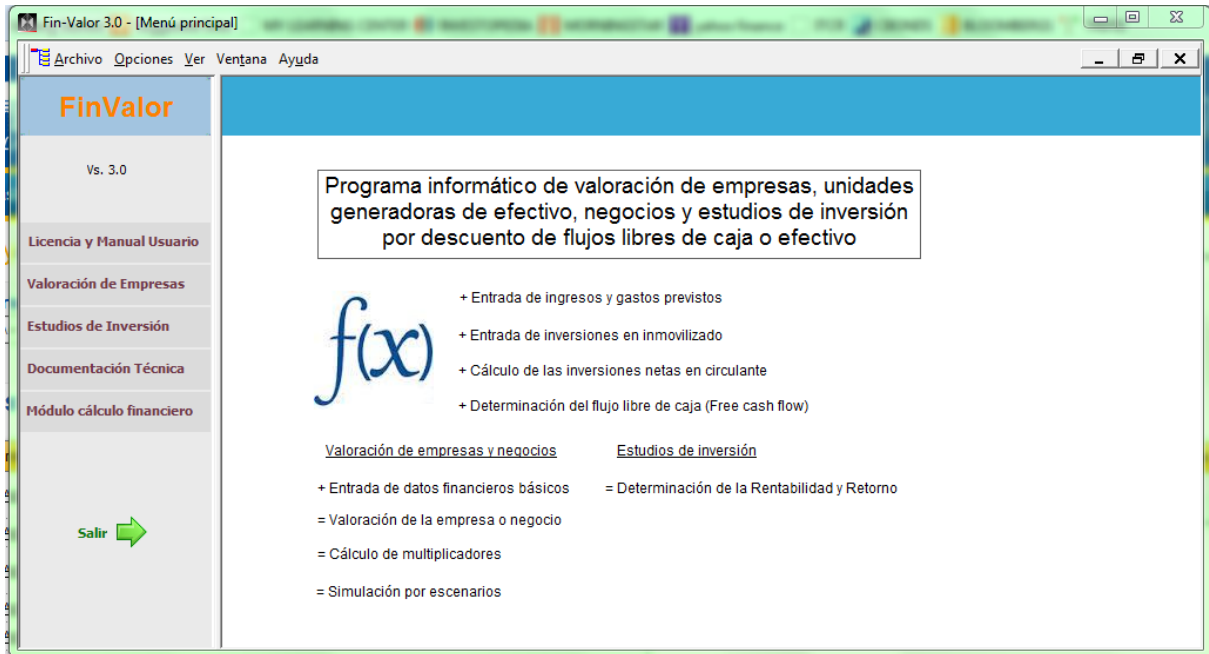 Fin-Valor 3.0 - [Menú principal]
Archivo Opciones Ver Ventana Ayuda
FinValor
Vs. 3.0
Licencia y Manual Usuario
Valoración de Empresas
Estudios de Inversión
Documentación Técnica
Módulo cálculo financiero
Salir
Programa informático de valoración de empresas, unidades
generadoras de efectivo, negocios y estudios de inversión
por descuento de flujos libres de caja o efectivo
f(x)
+ Entrada de ingresos y gastos previstos
+ Entrada de inversiones en inmovilizado
+ Cálculo de las inversiones netas en circulante
+ Determinación del flujo libre de caja (Free cash flow)
Valoración de empresas y negocios
+ Entrada de datos financieros básicos
= Valoración de la empresa o negocio
= Cálculo de multiplicadores
= Simulación por escenarios
Estudios de inversión
= Determinación de la Rentabilidad y Retorno